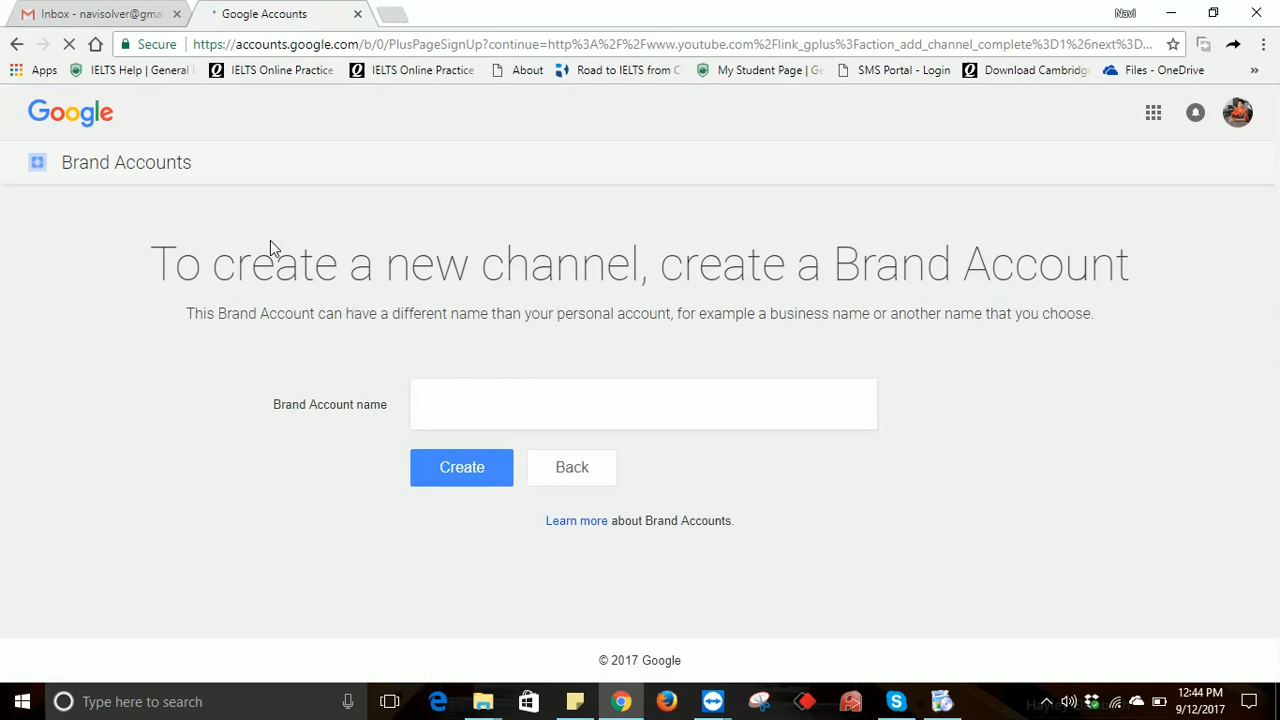 Inbox - navisolver@gma
Google Accounts
Navi
Secure
https://accounts.google.com/b/0/PlusPageSignUp?continue=http%3A%2F%2Fwww.youtube.com%2Flink_gplus%3Faction_add_channel_complete%3D1%26next%3D...
Apps
IELTS Help | General
IELTS Online Practice
IELTS Online Practice
About
Road to IELTS from C
My Student Page | Ge
SMS Portal - Login
Download Cambridg
Files - OneDrive
»
Google
Brand Accounts
To create a new channel, create a Brand Account
This Brand Account can have a different name than your personal account, for example a business name or another name that you choose.
Brand Account name
Create
Back
Learn more about Brand Accounts.
© 2017 Google
Type here to search
12:44 PM
9/12/2017